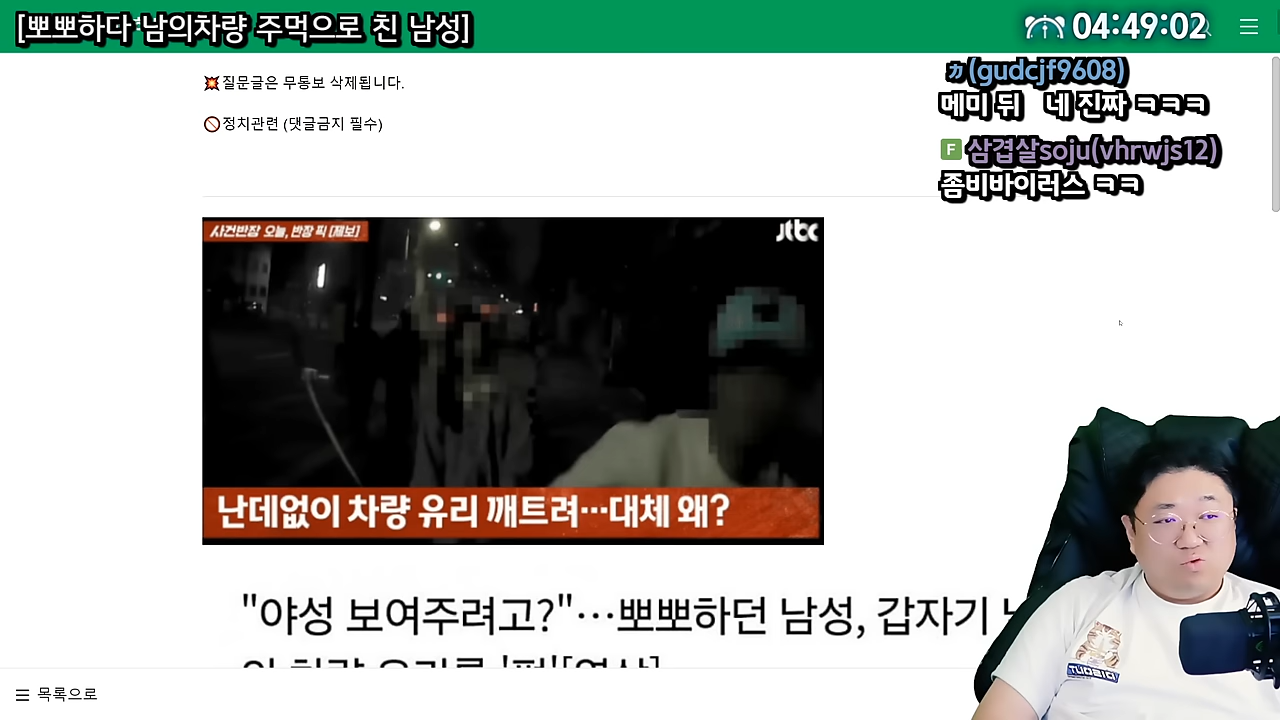 [뽀뽀하다 남의차량 주먹으로 친 남성]
04:49:02
💥질문글은 무통보 삭제됩니다.
🚫정치관련 (댓글금지 필수)
ヵ(gudcjf9608)
메미 뒤 네 진짜 ㅋㅋㅋ
F 삼겹살soju(vhrwjs12)
좀비바이러스 ㅋㅋ
사건반장 오늘, 반장 픽 [제보]
jtbc
난데없이 차량 유리 깨트려…대체 왜?
"야성 보여주려고?"…뽀뽀하던 남성, 갑자기
목록으로